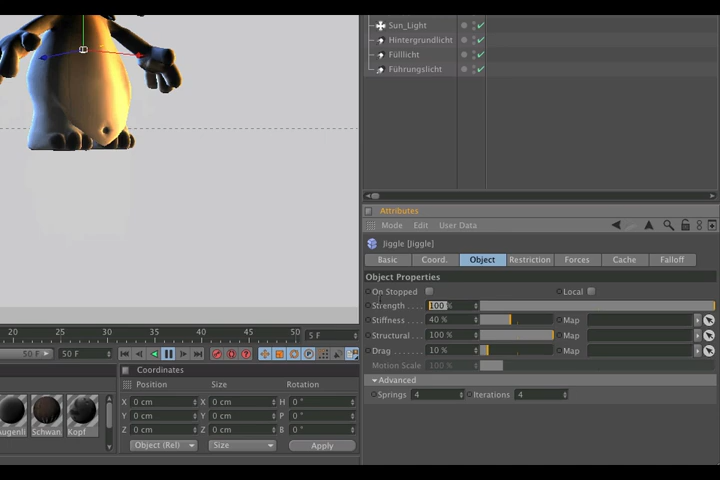 Sun_Light
Hintergrundlicht
Fülllicht
Führungslicht
Attributes
Mode Edit User Data
Jiggle [Jiggle]
Basic Coord. Object Restriction Forces Cache Falloff
Object Properties
On Stopped Local
Strength 100 %
Stiffness 40 % Map
Structural 100 % Map
Drag 10 % Map
Motion Scale 100 %
Advanced
Springs 4 Iterations 4
20 25 30 35 40 45 50 5 F
50 F 50 F
Coordinates
Position Size Rotation
X 0 cm X 0 cm H 0 °
Y 0 cm Y 0 cm P 0 °
Z 0 cm Z 0 cm B 0 °
Object (Rel) Size Apply
Augenli Schwan Kopf